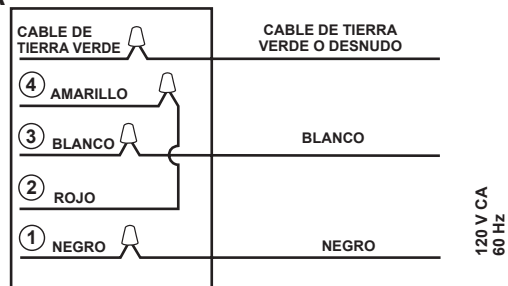 CABLE DE
TIERRA VERDE
CABLE DE TIERRA
VERDE O DESNUDO
4 AMARILLO
3 BLANCO
BLANCO
2 ROJO
1 NEGRO
NEGRO
120 V CA
60 Hz